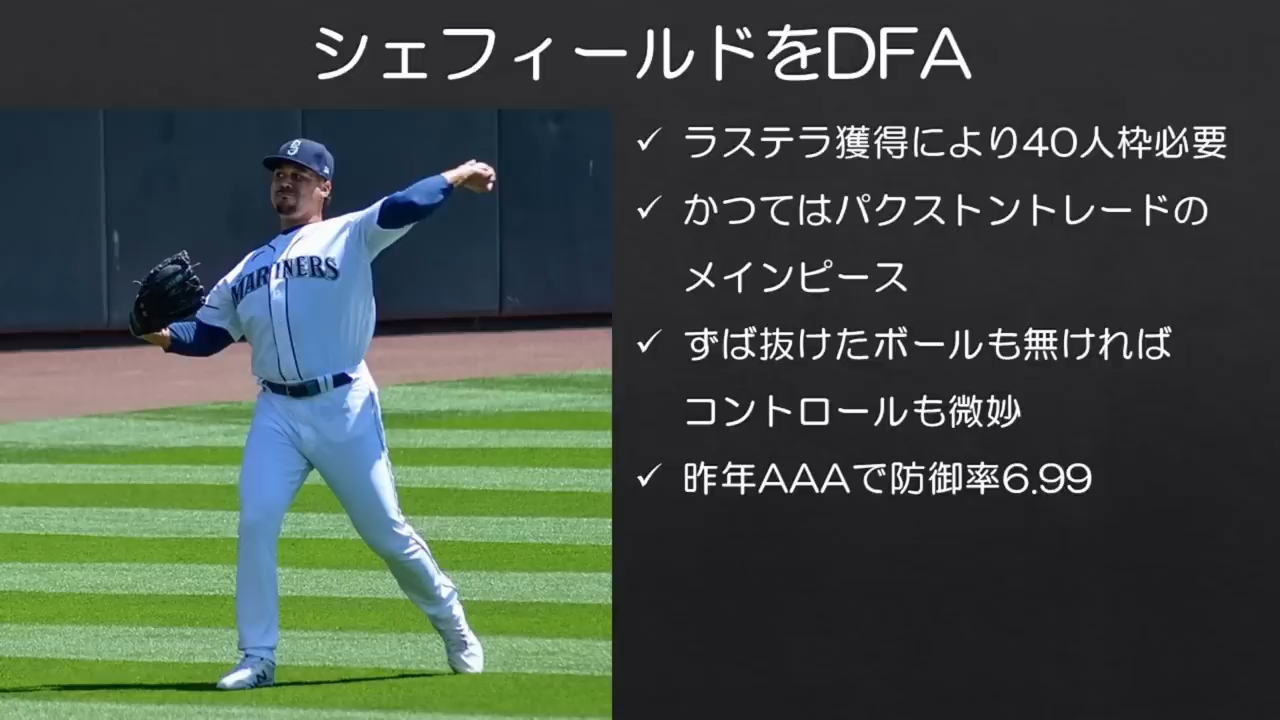 シェフィールドをDFA
✓ ラステラ獲得により40人枠必要
✓ かつてはパクストントレードの
メインピース
✓ ずば抜けたボールも無ければ
コントロールも微妙
✓ 昨年AAAで防御率6.99
S
MARINERS